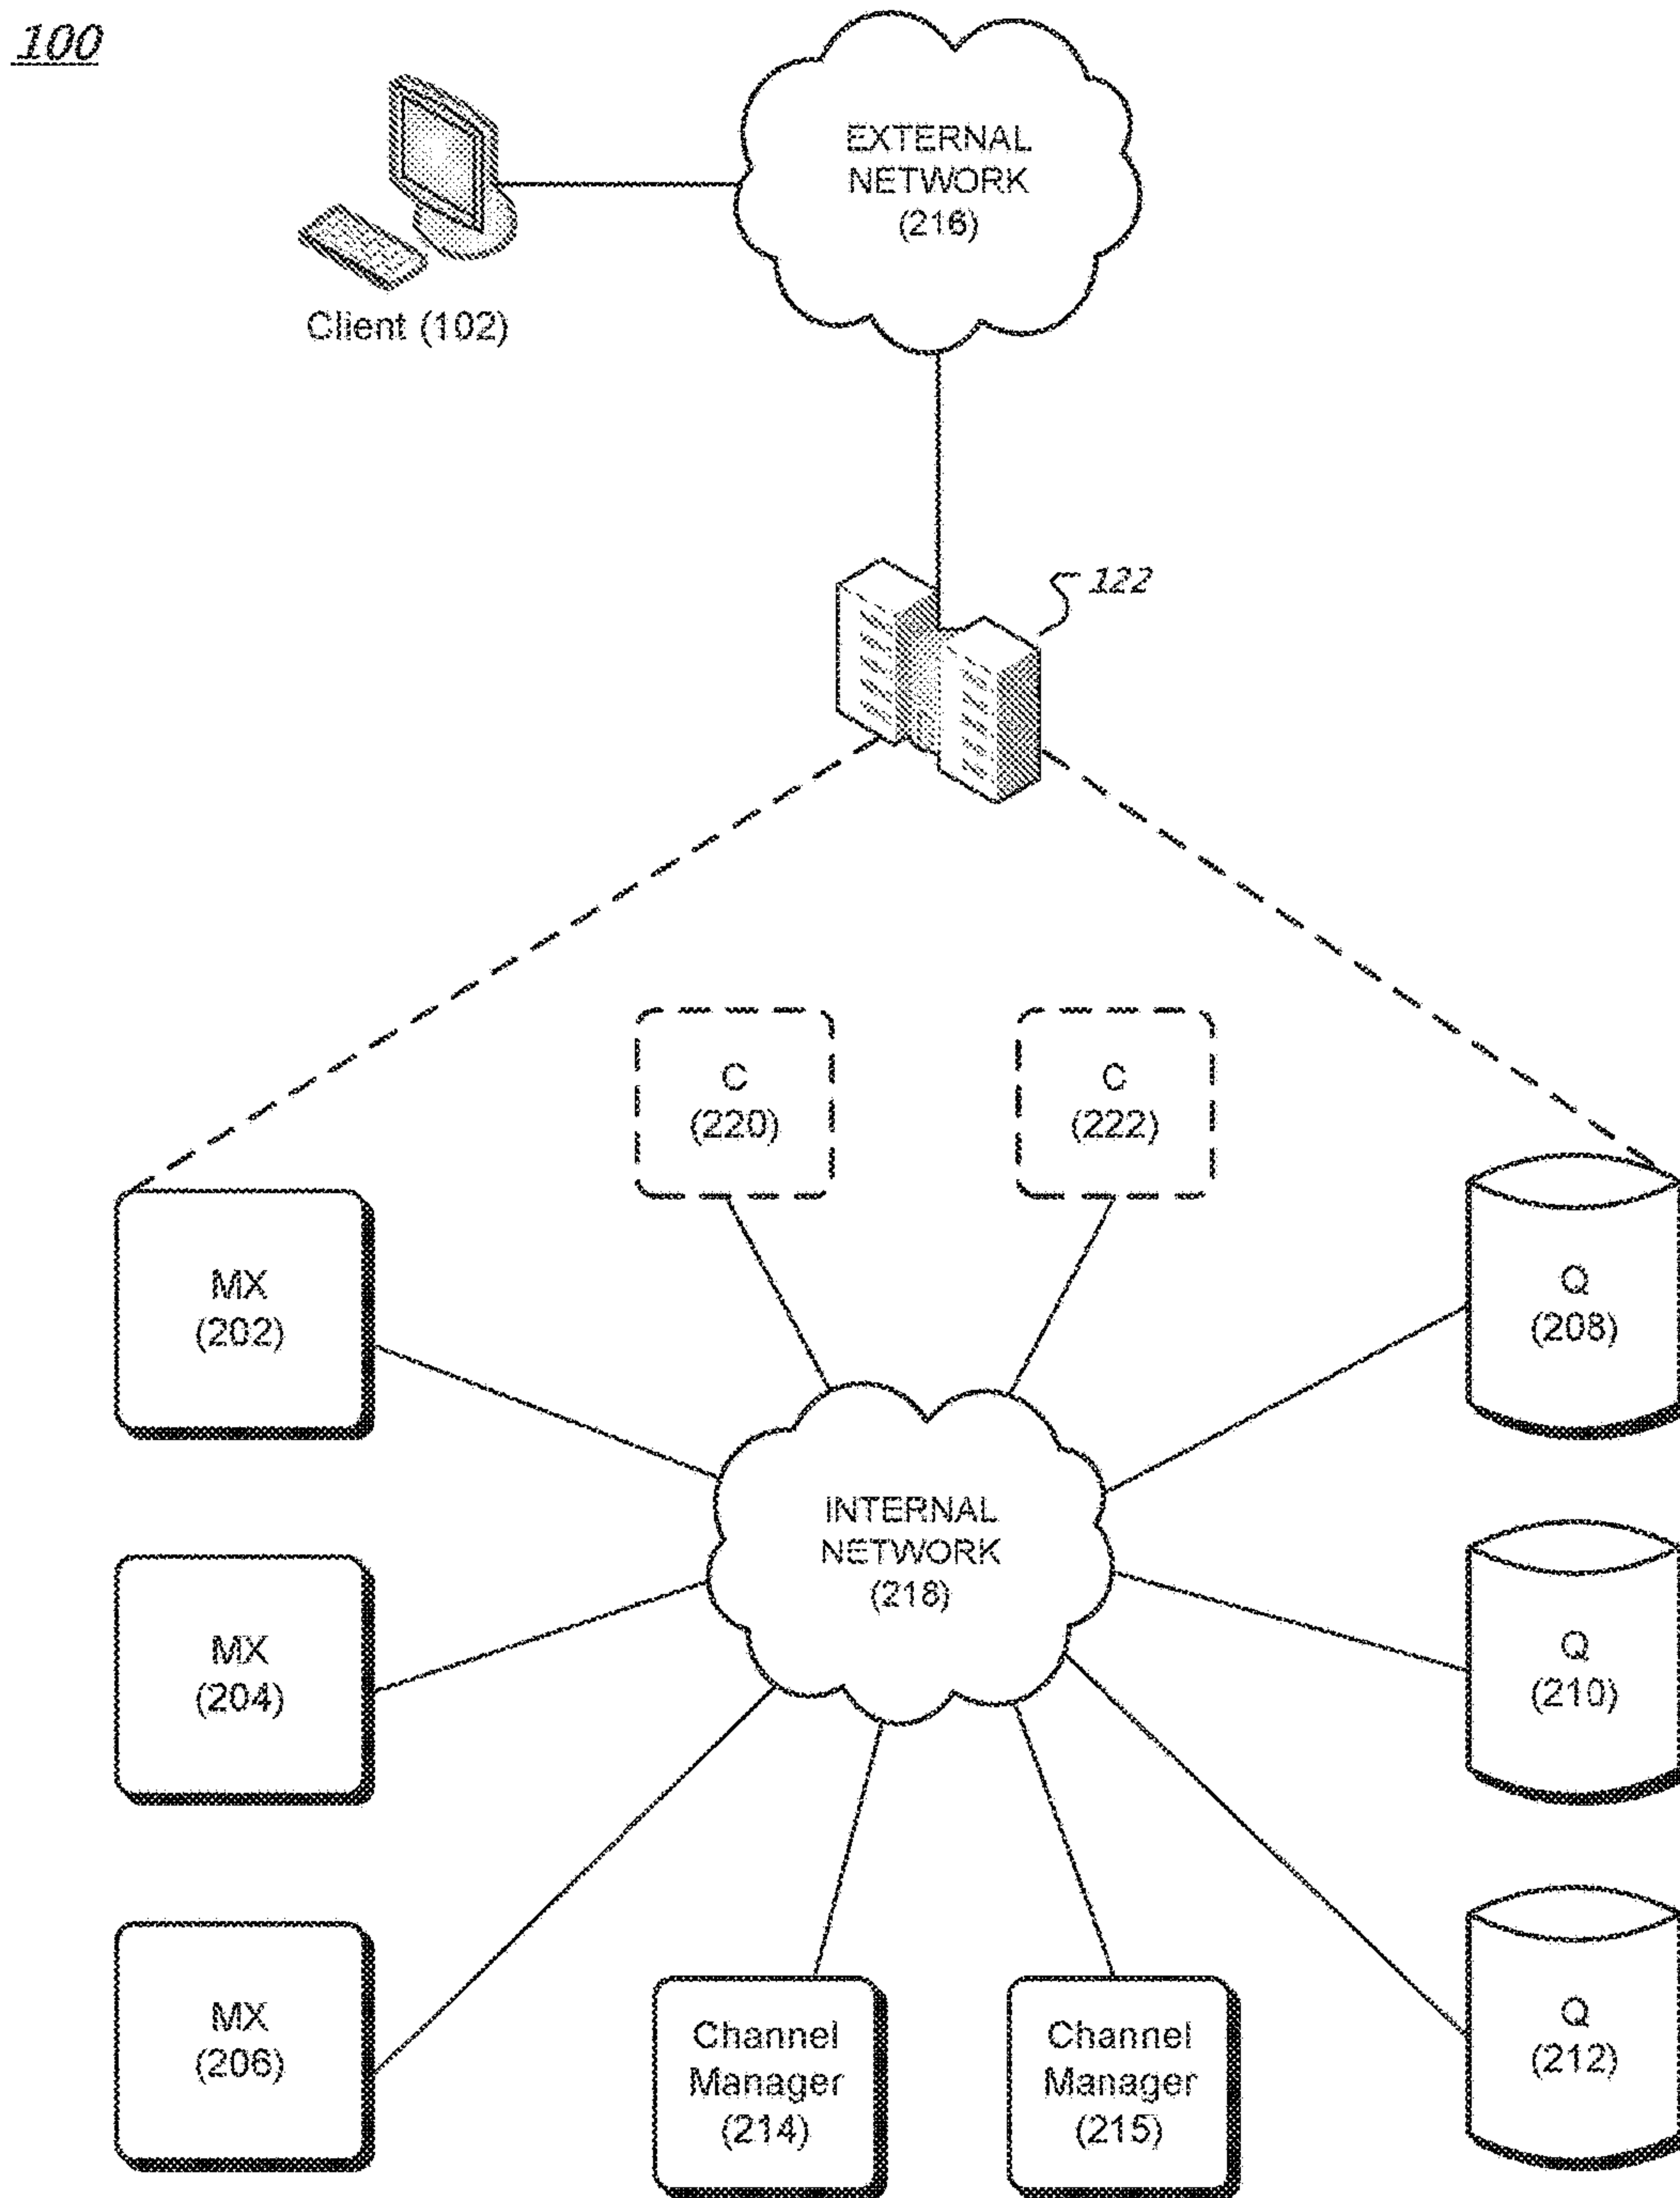 100
EXTERNAL
NETWORK
(216)
Client (102)
122
C
(220)
C
(222)
MX
(202)
Q
(208)
INTERNAL
NETWORK
(218)
MX
(204)
Q
(210)
MX
(206)
Channel
Manager
(214)
Channel
Manager
(215)
Q
(212)